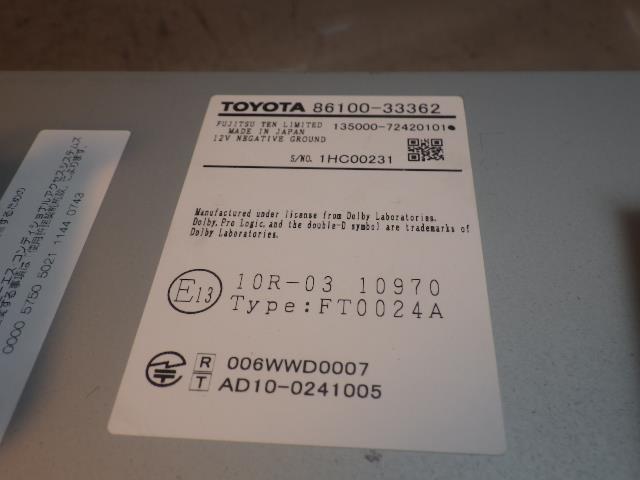 TOYOTA 86100-33362
FUJITSU TEN LIMITED 135000-72420101●
MADE IN JAPAN
12V NEGATIVE GROUND
S/NO. 1HC00231
Manufactured under license from Dolby Laboratories.
Dolby, Pro Logic, and the double-D symbol are trademarks of
Dolby Laboratories.
E13 10R-03 10970
Type:FT0024A
R 006WWD0007
T AD10-0241005
0000 5750 5021 1144 0743